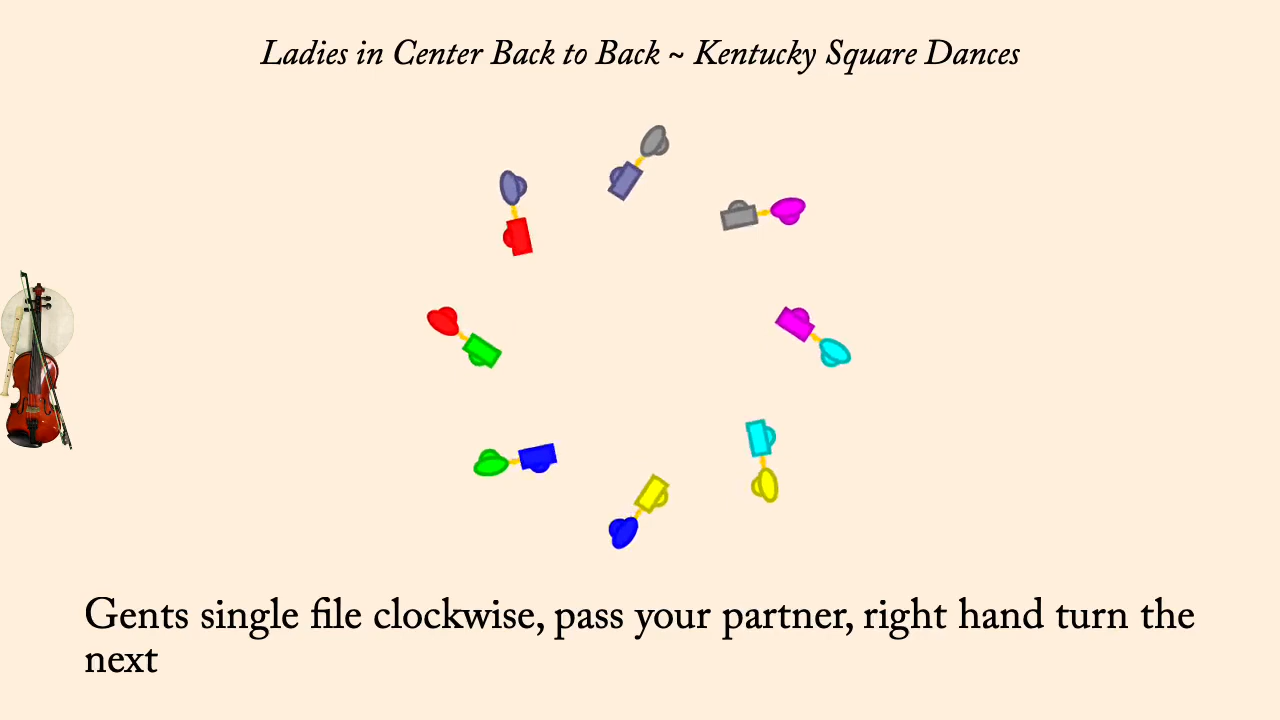 Ladies in Center Back to Back ~ Kentucky Square Dances
Gents single file clockwise, pass your partner, right hand turn the
next